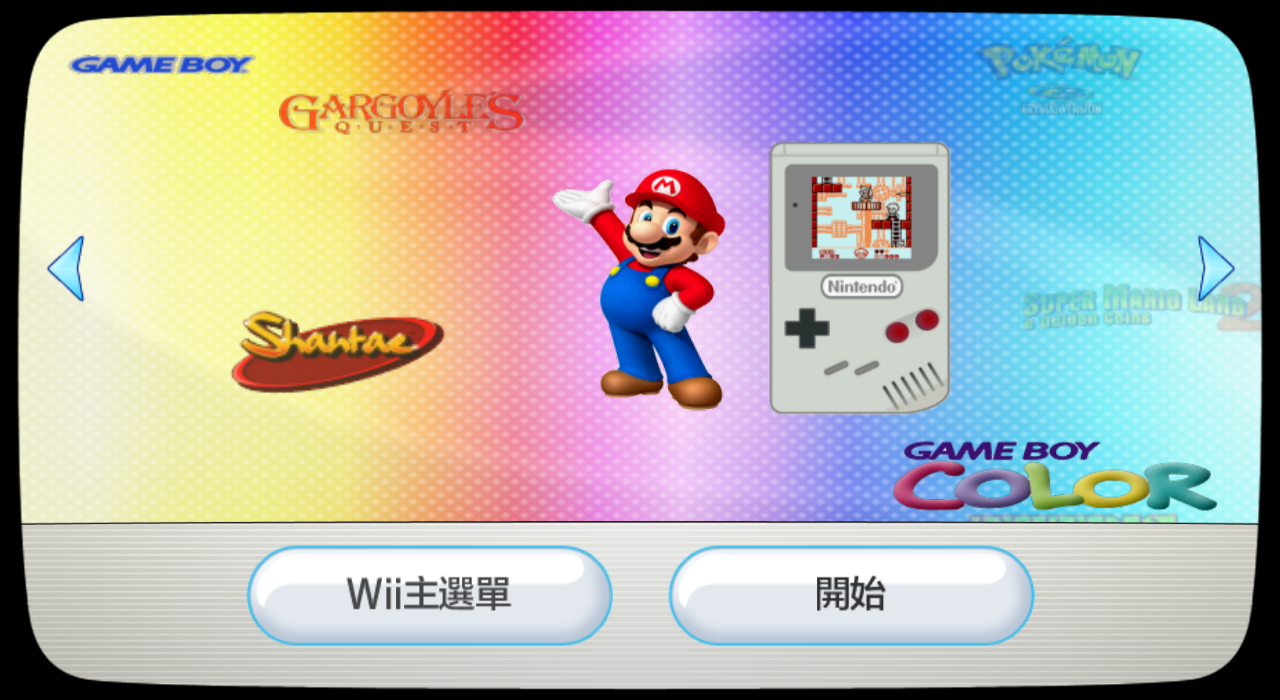 GAME BOY
GARGOYLE'S
QUEST
POKéMON
Shantae
Nintendo
SUPER MARIO LAND 2
6 Golden Coins
GAME BOY
COLOR
Wii主選單
開始